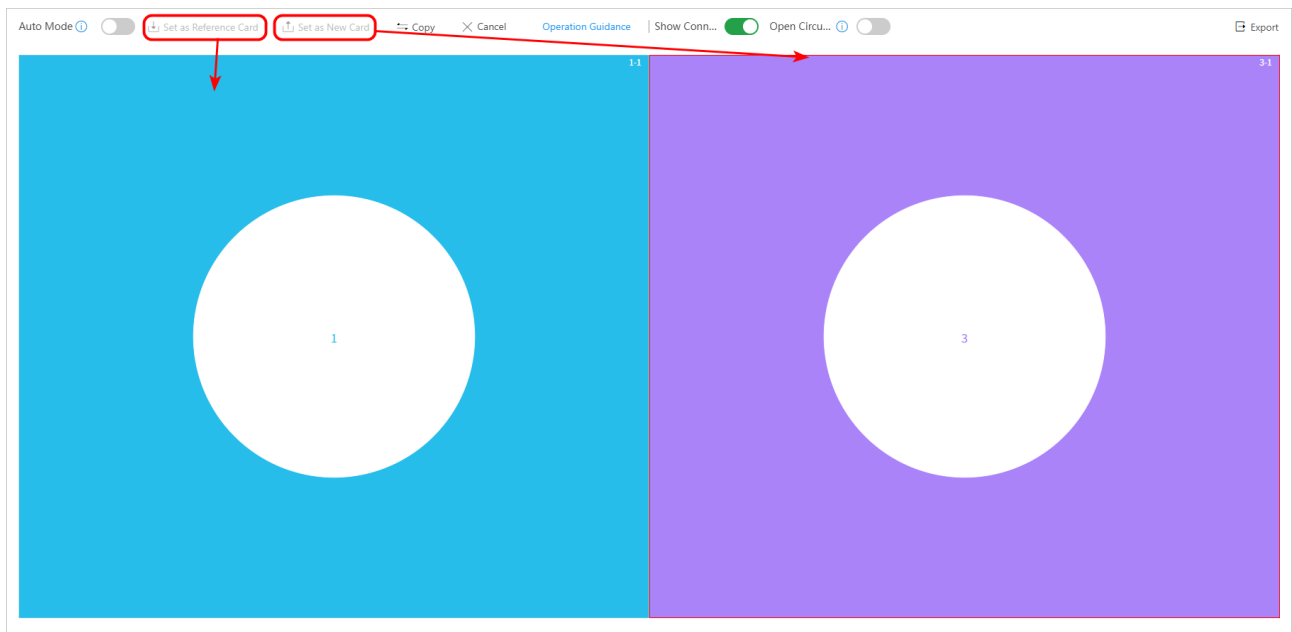 Auto Mode Set as Reference Card Set as New Card Copy Cancel Operation Guidance Show Conn... Open Circu... Export
1-1 3-1
1 3